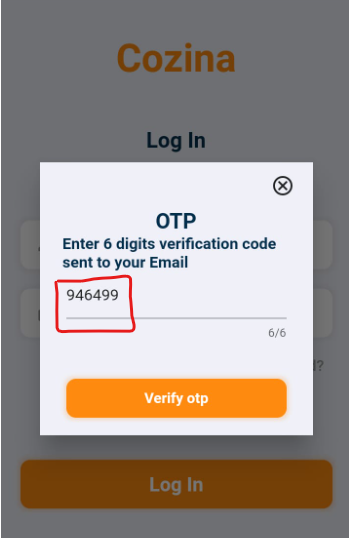 Cozina
Log In
OTP
Enter 6 digits verification code
sent to your Email
946499
6/6
?
Verify otp
Log In